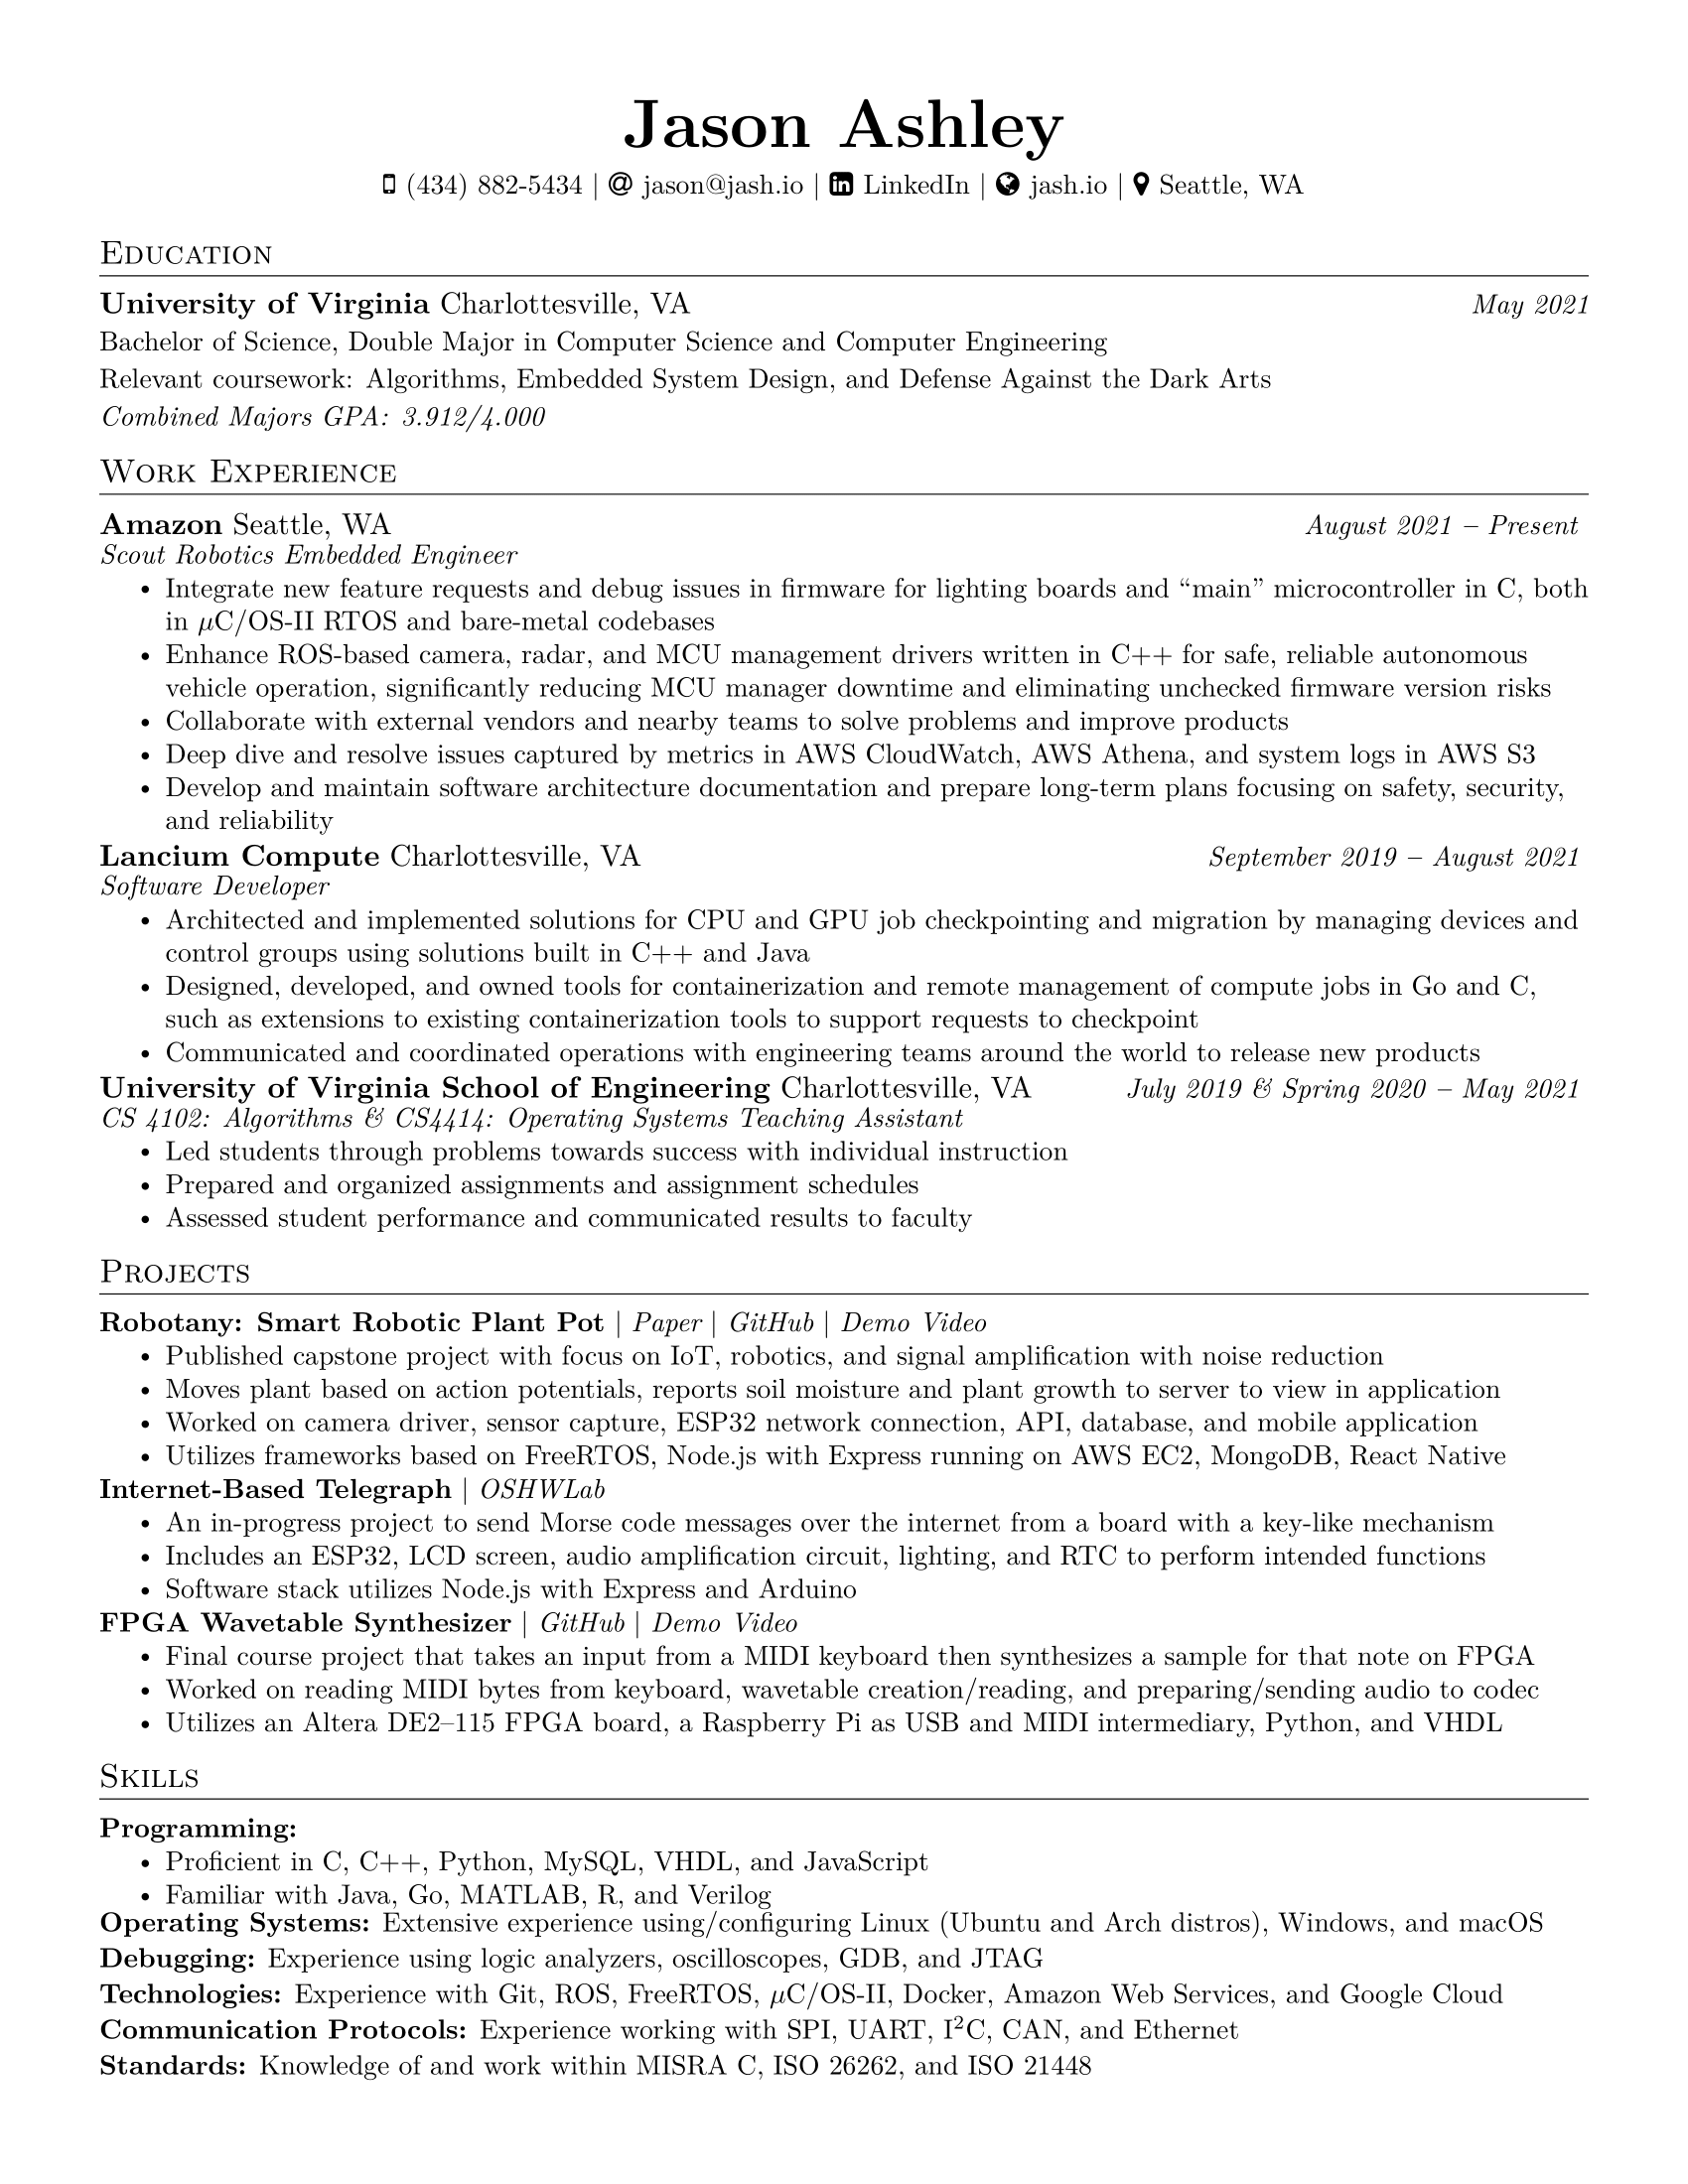 Jason Ashley
(434) 882-5434 | jason@jash.io | LinkedIn | jash.io | Seattle, WA
Education
University of Virginia Charlottesville, VA May 2021
Bachelor of Science, Double Major in Computer Science and Computer Engineering
Relevant coursework: Algorithms, Embedded System Design, and Defense Against the Dark Arts
Combined Majors GPA: 3.912/4.000
Work Experience
Amazon Seattle, WA August 2021 – Present
Scout Robotics Embedded Engineer
• Integrate new feature requests and debug issues in firmware for lighting boards and “main” microcontroller in C, both
in µC/OS-II RTOS and bare-metal codebases
• Enhance ROS-based camera, radar, and MCU management drivers written in C++ for safe, reliable autonomous
vehicle operation, significantly reducing MCU manager downtime and eliminating unchecked firmware version risks
• Collaborate with external vendors and nearby teams to solve problems and improve products
• Deep dive and resolve issues captured by metrics in AWS CloudWatch, AWS Athena, and system logs in AWS S3
• Develop and maintain software architecture documentation and prepare long-term plans focusing on safety, security,
and reliability
Lancium Compute Charlottesville, VA September 2019 – August 2021
Software Developer
• Architected and implemented solutions for CPU and GPU job checkpointing and migration by managing devices and
control groups using solutions built in C++ and Java
• Designed, developed, and owned tools for containerization and remote management of compute jobs in Go and C,
such as extensions to existing containerization tools to support requests to checkpoint
• Communicated and coordinated operations with engineering teams around the world to release new products
University of Virginia School of Engineering Charlottesville, VA July 2019 & Spring 2020 – May 2021
CS 4102: Algorithms & CS4414: Operating Systems Teaching Assistant
• Led students through problems towards success with individual instruction
• Prepared and organized assignments and assignment schedules
• Assessed student performance and communicated results to faculty
Projects
Robotany: Smart Robotic Plant Pot | Paper | GitHub | Demo Video
• Published capstone project with focus on IoT, robotics, and signal amplification with noise reduction
• Moves plant based on action potentials, reports soil moisture and plant growth to server to view in application
• Worked on camera driver, sensor capture, ESP32 network connection, API, database, and mobile application
• Utilizes frameworks based on FreeRTOS, Node.js with Express running on AWS EC2, MongoDB, React Native
Internet-Based Telegraph | OSHWLab
• An in-progress project to send Morse code messages over the internet from a board with a key-like mechanism
• Includes an ESP32, LCD screen, audio amplification circuit, lighting, and RTC to perform intended functions
• Software stack utilizes Node.js with Express and Arduino
FPGA Wavetable Synthesizer | GitHub | Demo Video
• Final course project that takes an input from a MIDI keyboard then synthesizes a sample for that note on FPGA
• Worked on reading MIDI bytes from keyboard, wavetable creation/reading, and preparing/sending audio to codec
• Utilizes an Altera DE2–115 FPGA board, a Raspberry Pi as USB and MIDI intermediary, Python, and VHDL
Skills
Programming:
• Proficient in C, C++, Python, MySQL, VHDL, and JavaScript
• Familiar with Java, Go, MATLAB, R, and Verilog
Operating Systems: Extensive experience using/configuring Linux (Ubuntu and Arch distros), Windows, and macOS
Debugging: Experience using logic analyzers, oscilloscopes, GDB, and JTAG
Technologies: Experience with Git, ROS, FreeRTOS, µC/OS-II, Docker, Amazon Web Services, and Google Cloud
Communication Protocols: Experience working with SPI, UART, I²C, CAN, and Ethernet
Standards: Knowledge of and work within MISRA C, ISO 26262, and ISO 21448